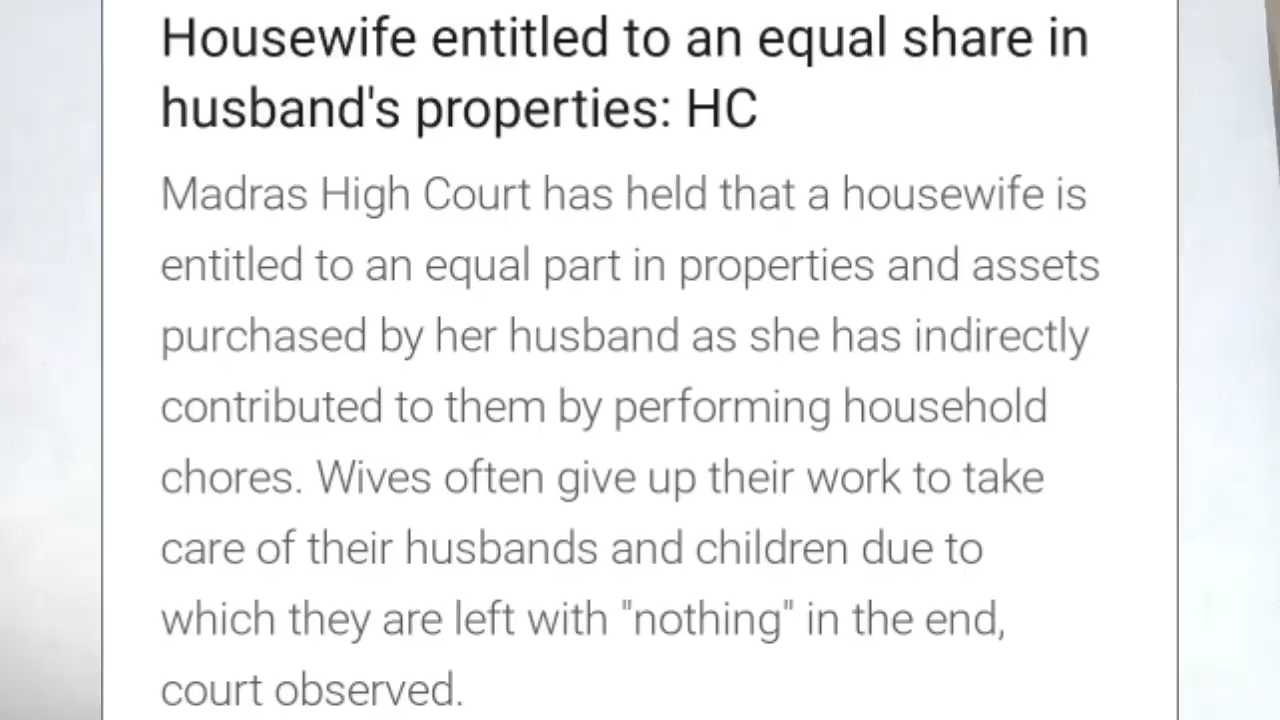 Housewife entitled to an equal share in
husband's properties: HC
Madras High Court has held that a housewife is
entitled to an equal part in properties and assets
purchased by her husband as she has indirectly
contributed to them by performing household
chores. Wives often give up their work to take
care of their husbands and children due to
which they are left with "nothing" in the end,
court observed.